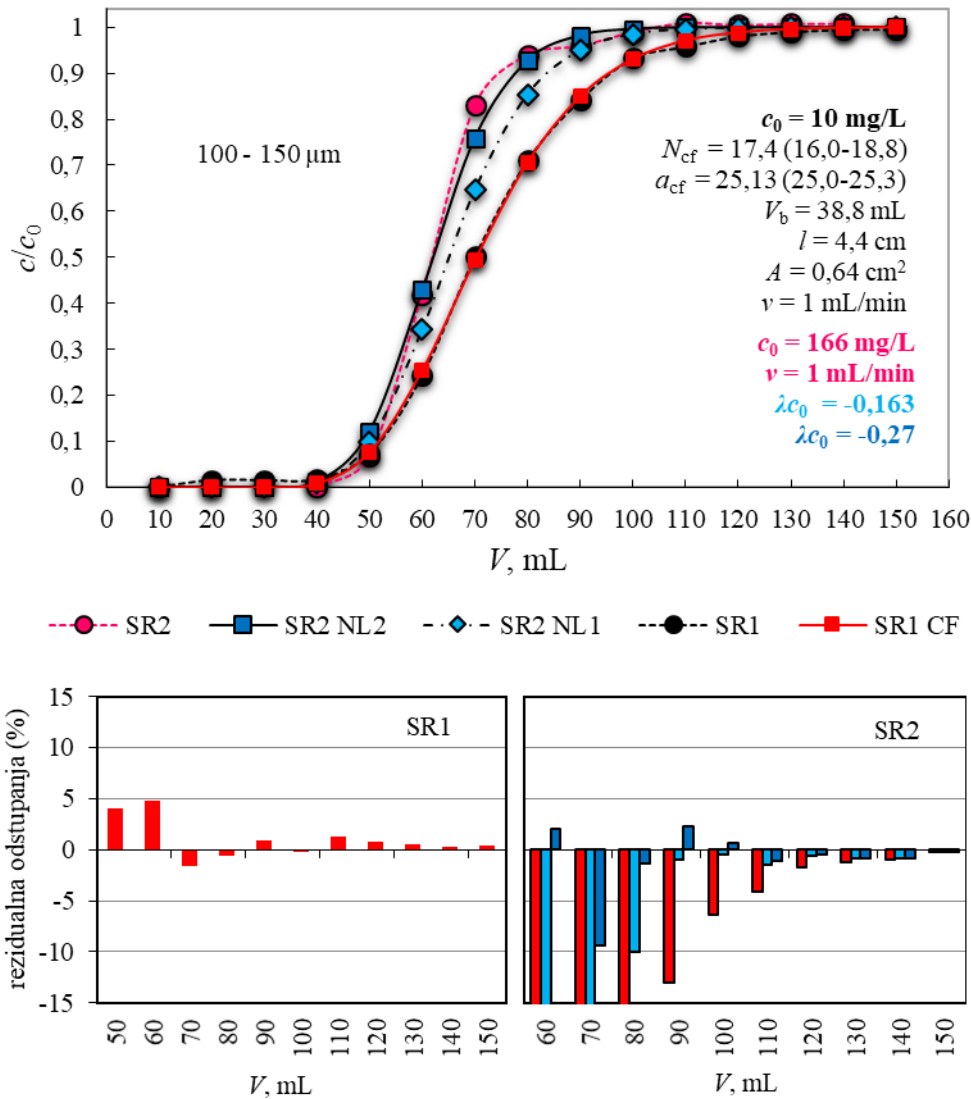 1
0,9
0,8
0,7
0,6
0,5
0,4
0,3
0,2
0,1
0
c/c₀
100 - 150 µm
c₀ = 10 mg/L
N_cf = 17,4 (16,0-18,8)
a_cf = 25,13 (25,0-25,3)
V_b = 38,8 mL
l = 4,4 cm
A = 0,64 cm²
v = 1 mL/min
c₀ = 166 mg/L
v = 1 mL/min
λc₀ = -0,163
λc₀ = -0,27
0 10 20 30 40 50 60 70 80 90 100 110 120 130 140 150 160
V, mL
SR2 SR2 NL2 SR2 NL1 SR1 SR1 CF
rezidualna odstupanja (%)
15
10
5
0
-5
-10
-15
SR1
50 60 70 80 90 100 110 120 130 140 150
V, mL
SR2
60 70 80 90 100 110 120 130 140 150
V, mL